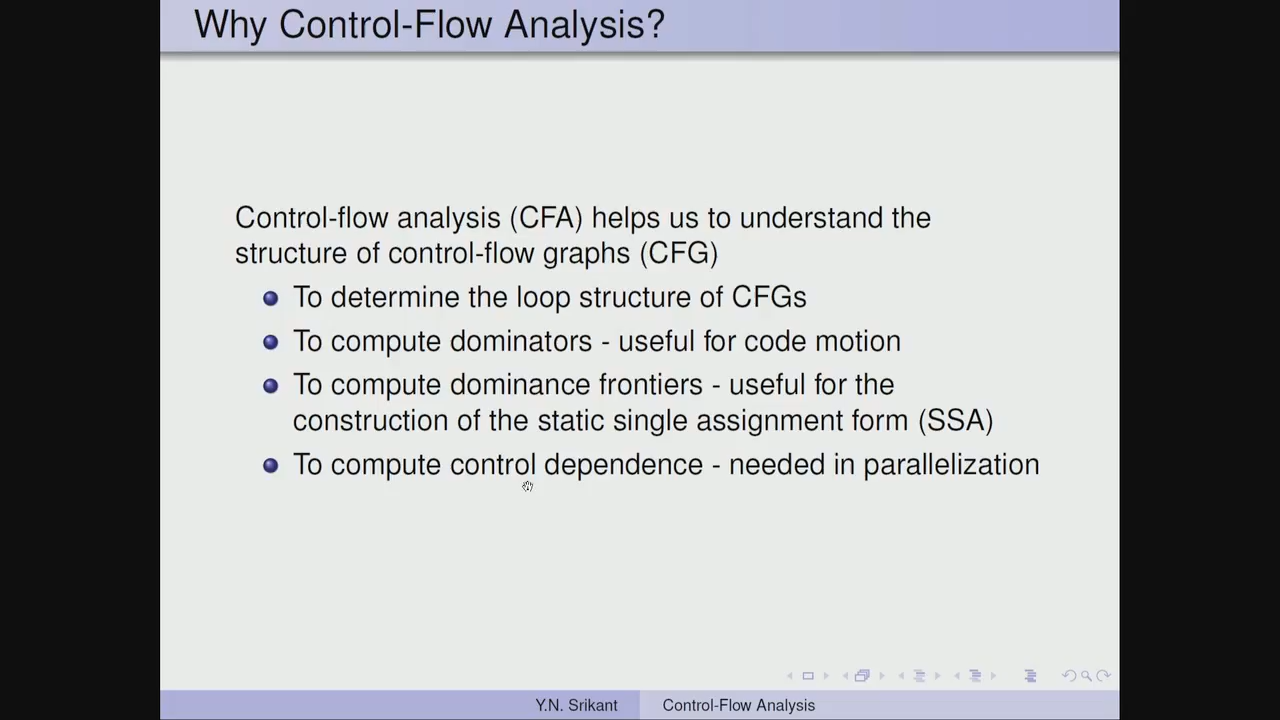 Why Control-Flow Analysis?
Control-flow analysis (CFA) helps us to understand the
structure of control-flow graphs (CFG)
To determine the loop structure of CFGs
To compute dominators - useful for code motion
To compute dominance frontiers - useful for the
construction of the static single assignment form (SSA)
To compute control dependence - needed in parallelization
Y.N. Srikant
Control-Flow Analysis